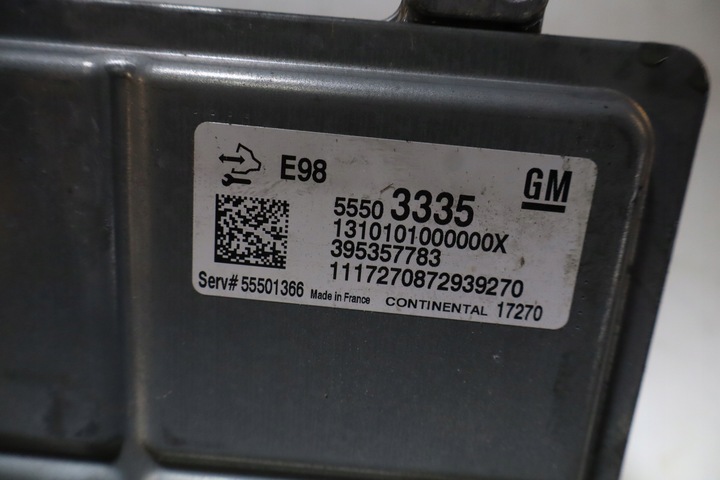 E98
GM
5550 3335
1310101000000X
395357783
1117270872939270
Serv# 55501366 Made in France CONTINENTAL 17270